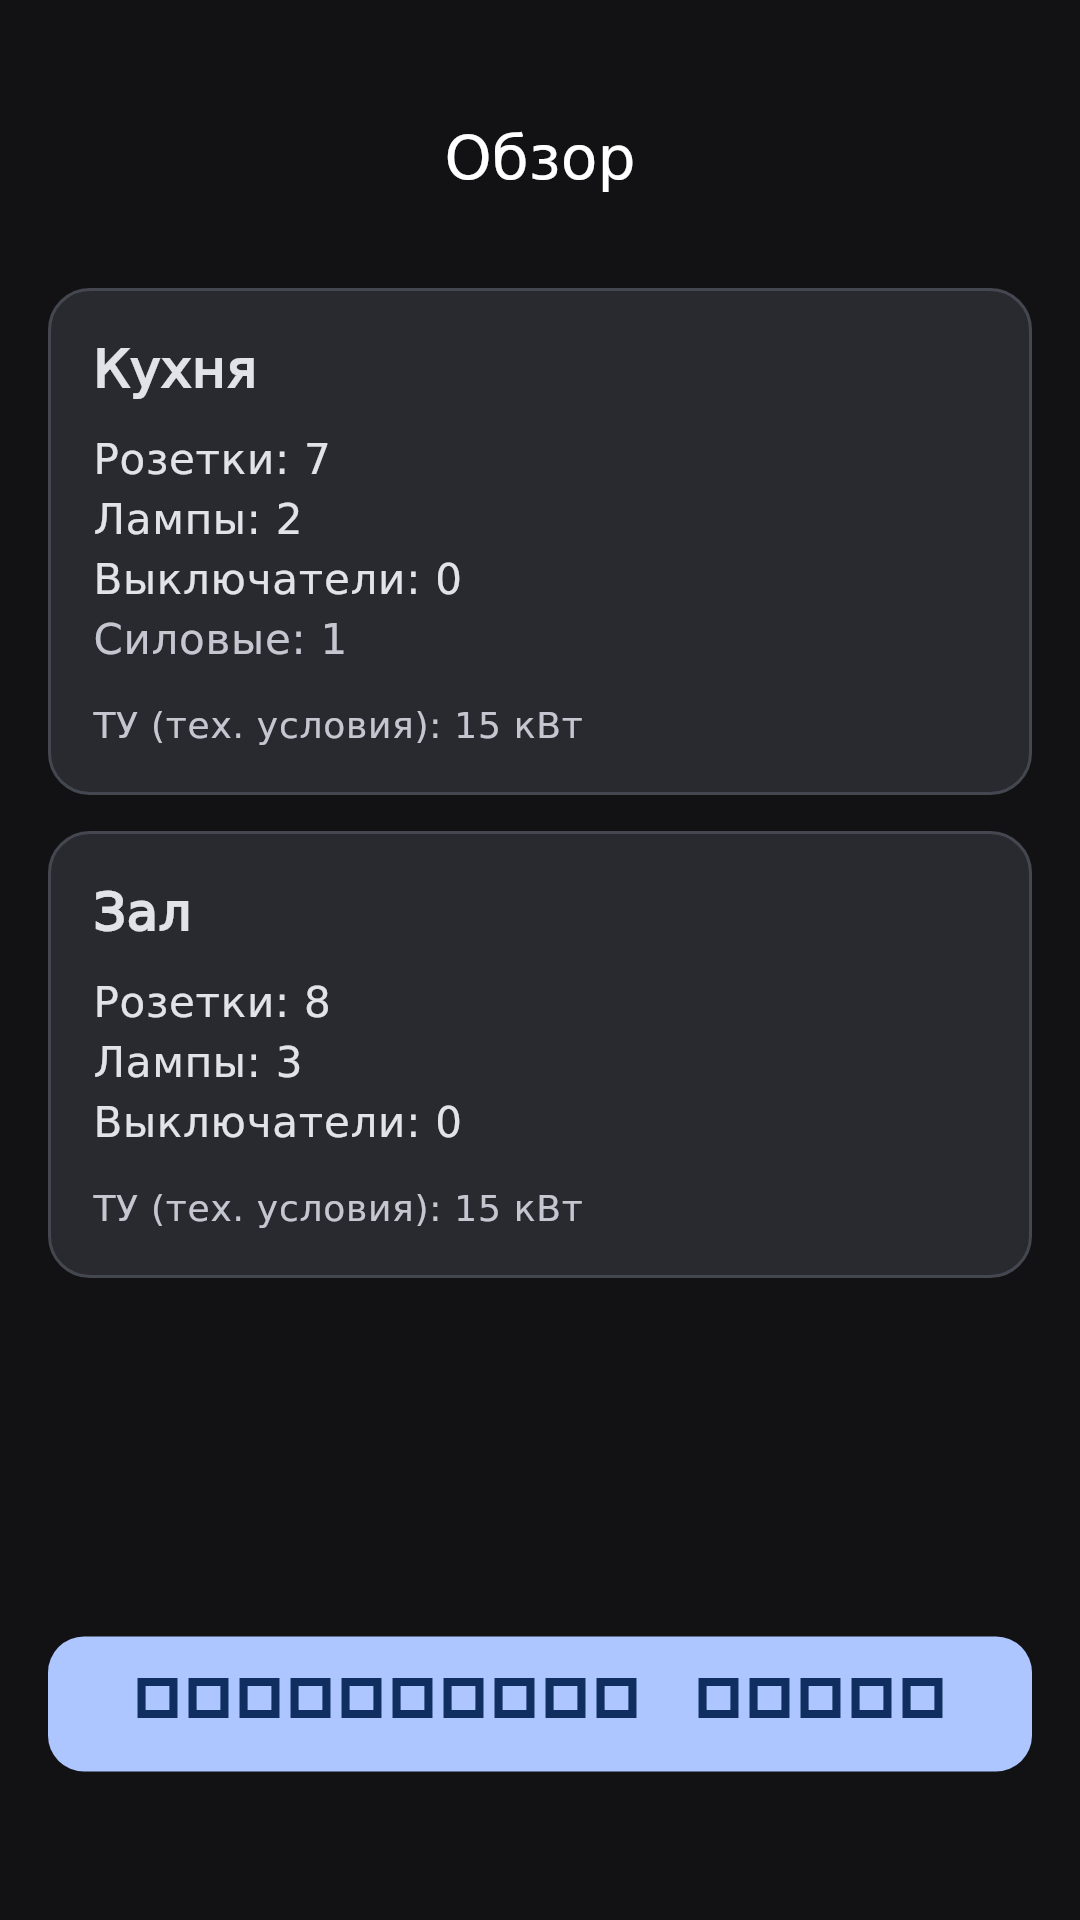 Обзор
Кухня
Розетки: 7
Лампы: 2
Выключатели: 0
Силовые: 1
ТУ (тех. условия): 15 кВт
Зал
Розетки: 8
Лампы: 3
Выключатели: 0
ТУ (тех. условия): 15 кВт